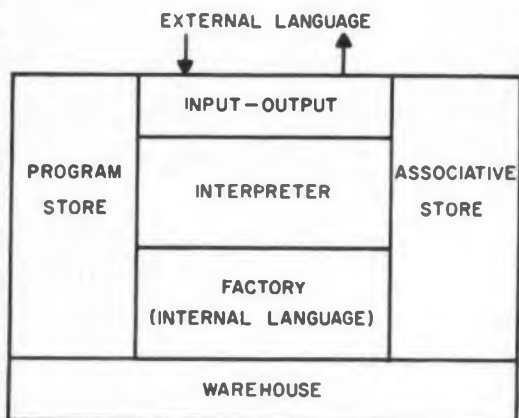 EXTERNAL LANGUAGE
INPUT-OUTPUT
PROGRAM
STORE
INTERPRETER
ASSOCIATIVE
STORE
FACTORY
(INTERNAL LANGUAGE)
WAREHOUSE